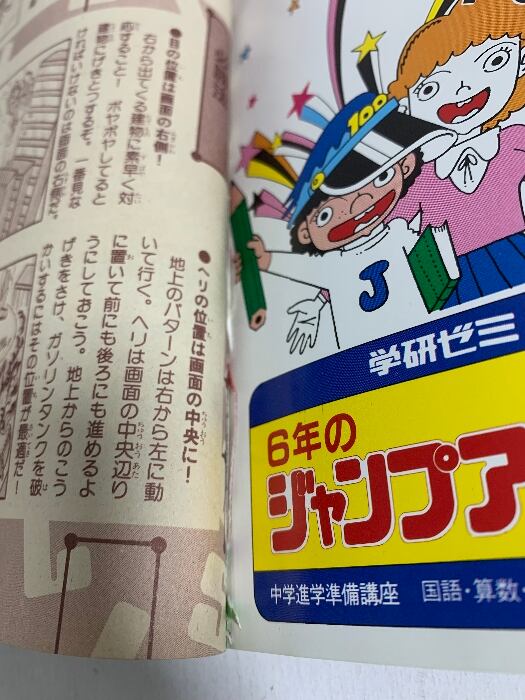 必勝法
●目の位置は画面の右側！
右から出てくる建物に素早く対
応すること！ ボヤボヤしてると
建物にげきとつするぞ。一番見な
ければいけないのは画面の右側だ。
●ヘリの位置は画面の中央に！
地上のパターンは右から左に動
いて行く。ヘリは画面の中央辺り
に置いて前にも後ろにも進めるよ
うにしておこう。地上からのこう
げきをさけ、ガソリンタンクを破
かいするにはその位置が最適だ！
100
J
学研ゼミ
6年の
ジャンプア
中学進学準備講座 国語・算数・